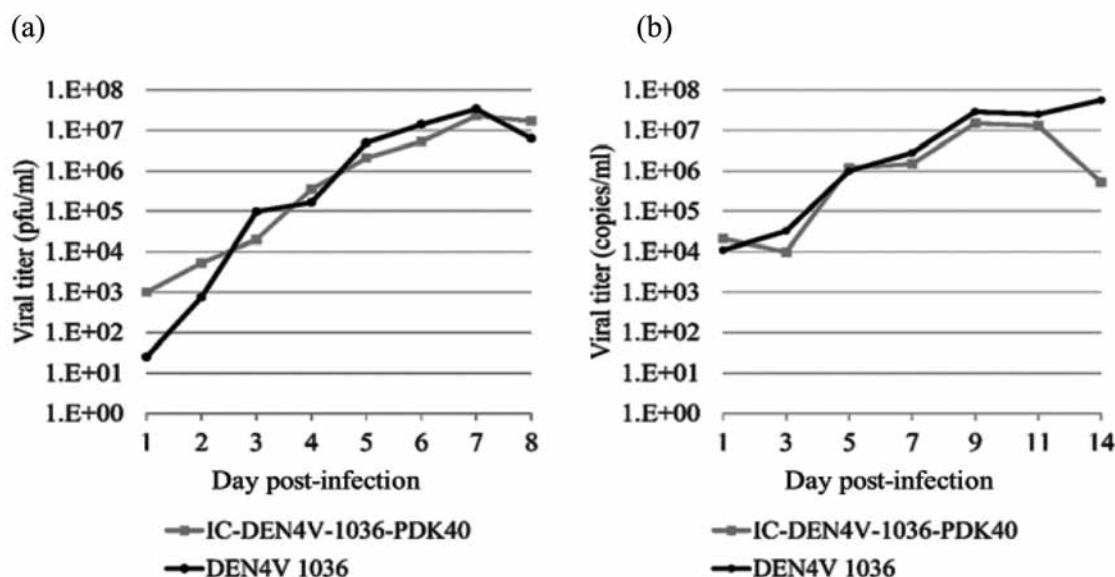 (a)
Viral titer (pfu/ml)
1.E+08
1.E+07
1.E+06
1.E+05
1.E+04
1.E+03
1.E+02
1.E+01
1.E+00
1 2 3 4 5 6 7 8
Day post-infection
IC-DEN4V-1036-PDK40
DEN4V 1036
(b)
Viral titer (copies/ml)
1.E+08
1.E+07
1.E+06
1.E+05
1.E+04
1.E+03
1.E+02
1.E+01
1.E+00
1 3 5 7 9 11 14
Day post-infection
IC-DEN4V-1036-PDK40
DEN4V 1036